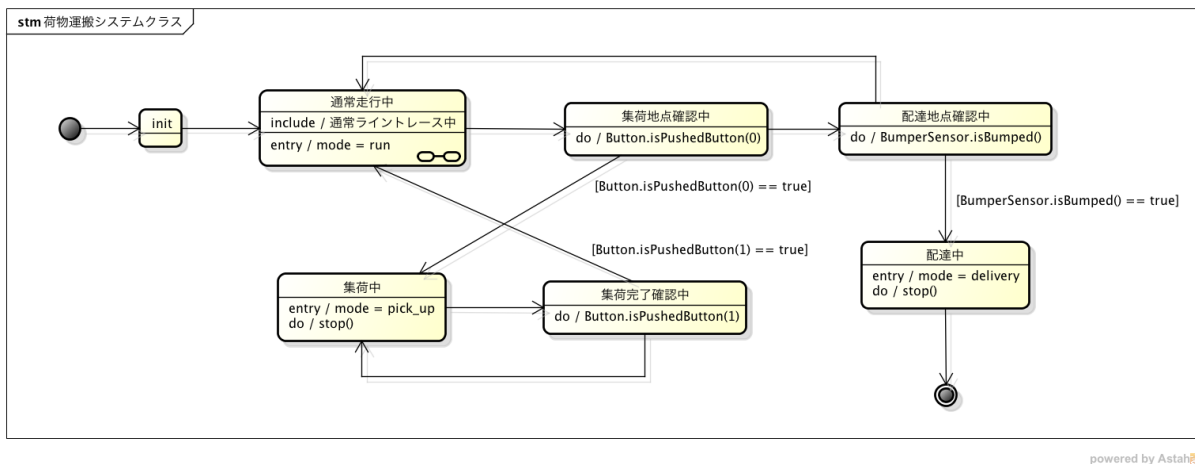 stm 荷物運搬システムクラス
init
通常走行中
include / 通常ライントレース中
entry / mode = run
集荷地点確認中
do / Button.isPushedButton(0)
配達地点確認中
do / BumperSensor.isBumped()
[Button.isPushedButton(0) == true]
[BumperSensor.isBumped() == true]
[Button.isPushedButton(1) == true]
配達中
entry / mode = delivery
do / stop()
集荷中
entry / mode = pick_up
do / stop()
集荷完了確認中
do / Button.isPushedButton(1)
powered by Astah